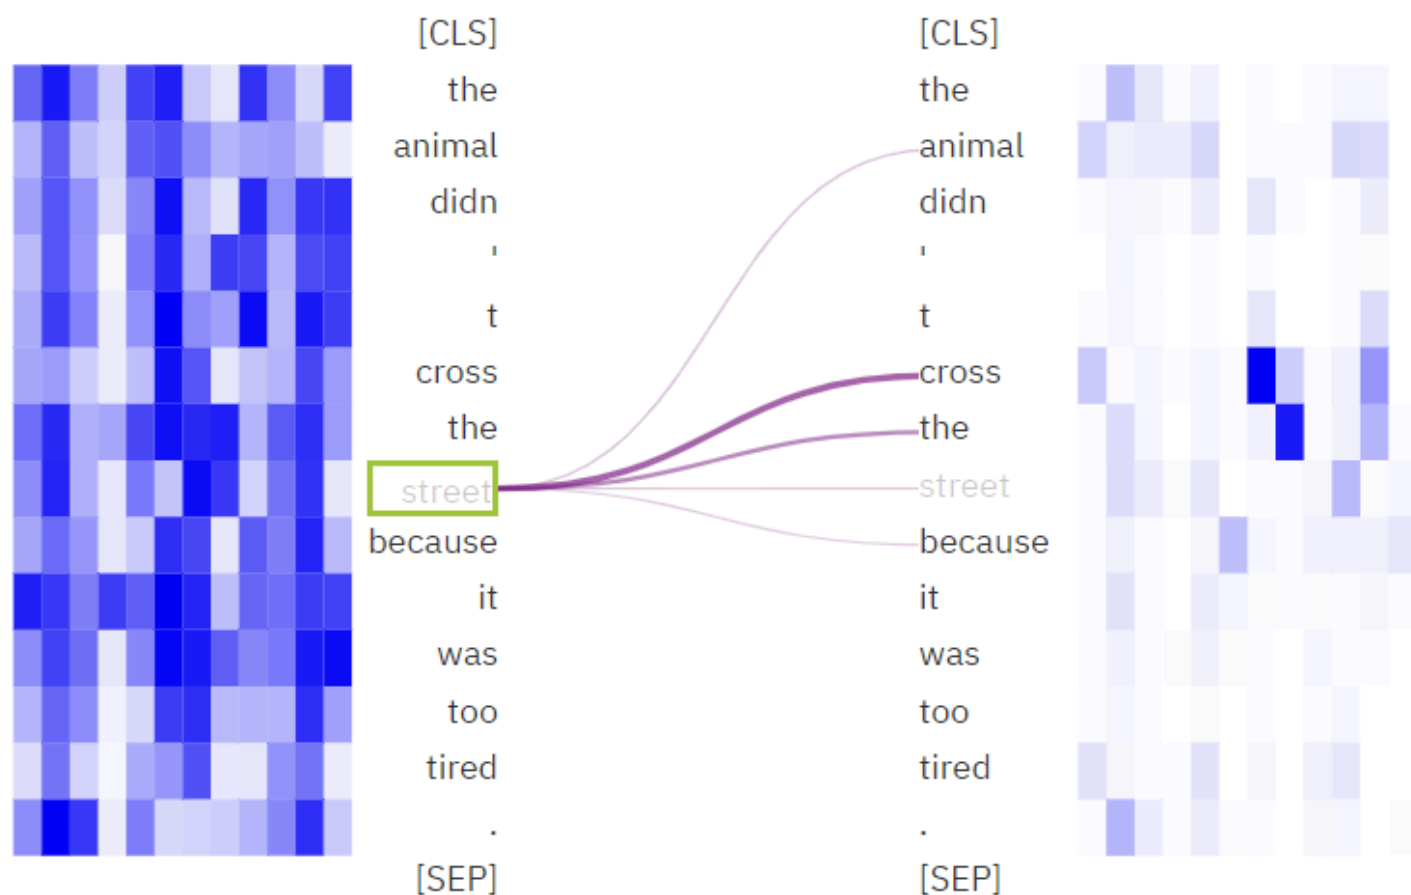 [CLS] [CLS]
the the
animal animal
didn didn
' '
t t
cross cross
the the
street street
because because
it it
was was
too too
tired tired
. .
[SEP] [SEP]